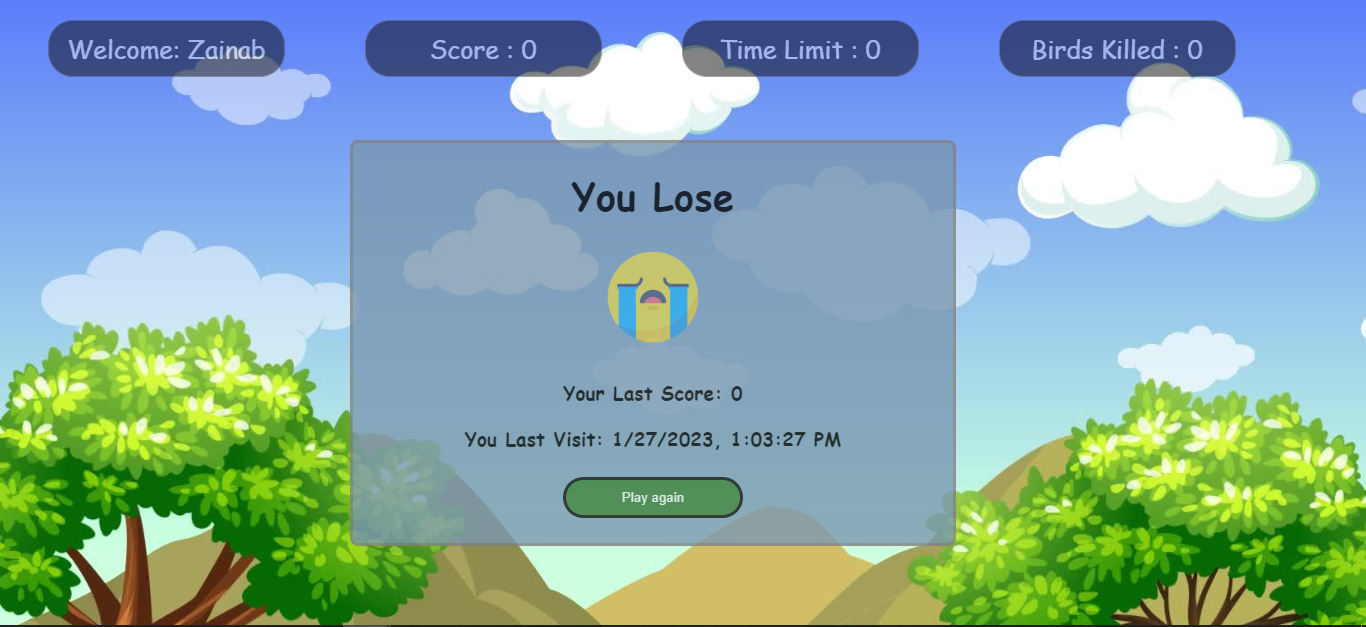 Welcome: Zainab
Score : 0
Time Limit : 0
Birds Killed : 0
You Lose
Your Last Score: 0
You Last Visit: 1/27/2023, 1:03:27 PM
Play again